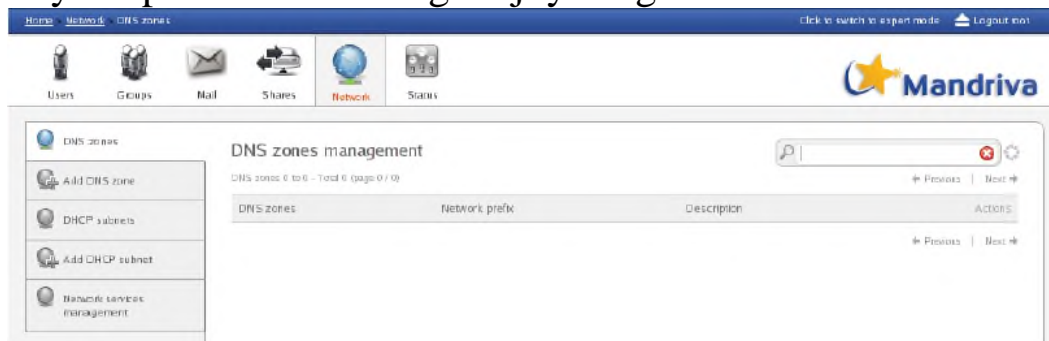 Home Network DNS zones
Click to switch to expert mode Logout root
Users Groups Mail Shares Network Status
Mandriva
DNS zones
Add DNS zone
DHCP subnets
Add DHCP subnet
Network services
management
DNS zones management
DNS zones 0 to 0 - Total 0 (page 0 / 0)
Previous | Next
DNS zones Network prefix Description Actions
Previous | Next